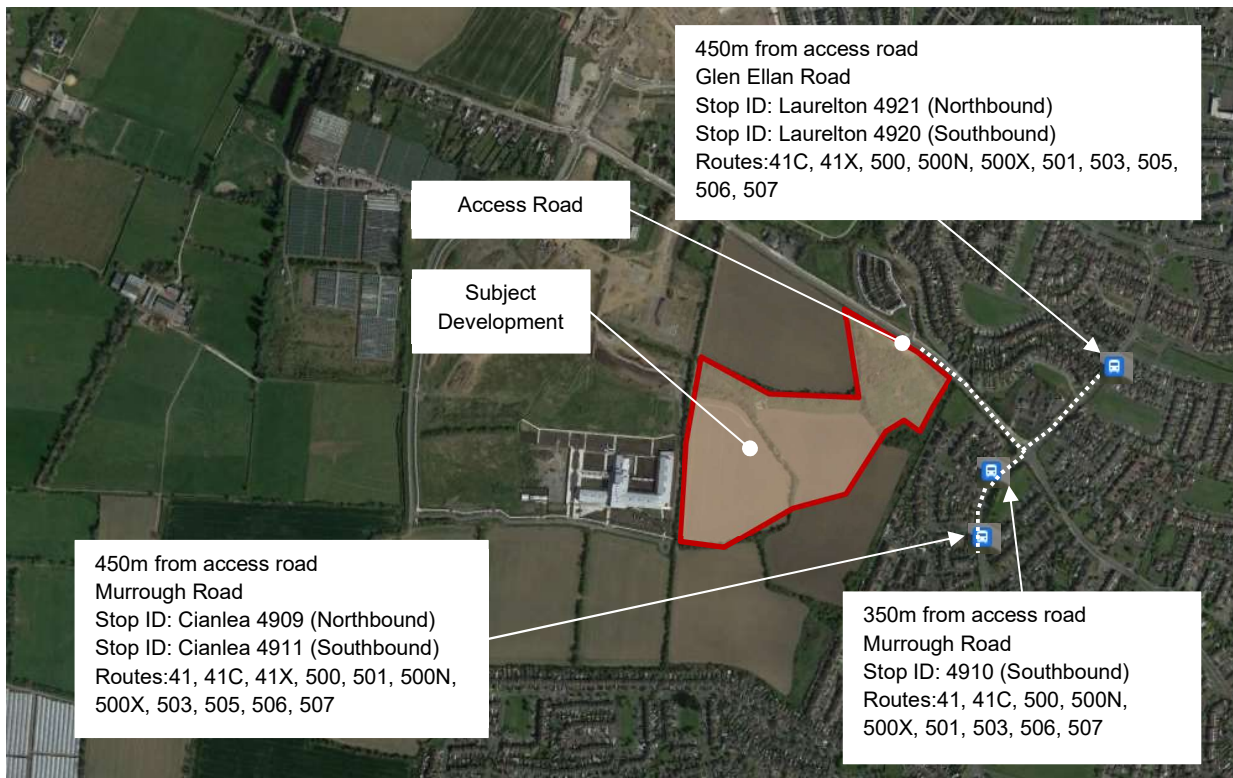 450m from access road
Glen Ellan Road
Stop ID: Laurelton 4921 (Northbound)
Stop ID: Laurelton 4920 (Southbound)
Routes:41C, 41X, 500, 500N, 500X, 501, 503, 505,
506, 507
Access Road
Subject
Development
450m from access road
Murrough Road
Stop ID: Cianlea 4909 (Northbound)
Stop ID: Cianlea 4911 (Southbound)
Routes:41, 41C, 41X, 500, 501, 500N,
500X, 503, 505, 506, 507
350m from access road
Murrough Road
Stop ID: 4910 (Southbound)
Routes:41, 41C, 500, 500N,
500X, 501, 503, 506, 507